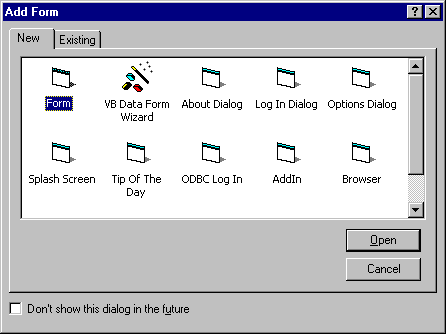 Add Form
New Existing
Form VB Data Form Wizard About Dialog Log In Dialog Options Dialog
Splash Screen Tip Of The Day ODBC Log In AddIn Browser
Open
Cancel
Don't show this dialog in the future